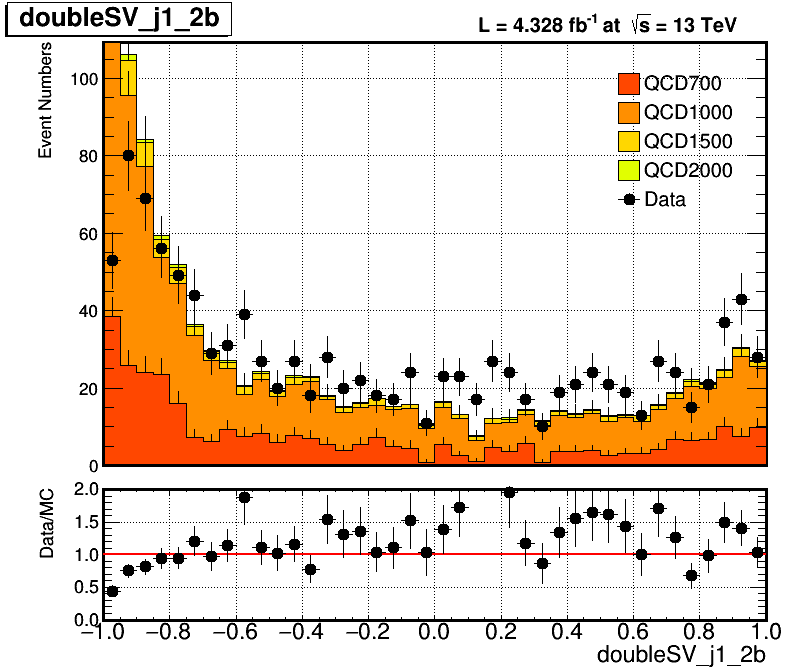 doubleSV_j1_2b
L = 4.328 fb-1 at √s = 13 TeV
Event Numbers
100
80
60
40
20
0
QCD700
QCD1000
QCD1500
QCD2000
Data
Data/MC
2.0
1.5
1.0
0.5
0.0
−1.0 −0.8 −0.6 −0.4 −0.2 0.0 0.2 0.4 0.6 0.8 1.0
doubleSV_j1_2b